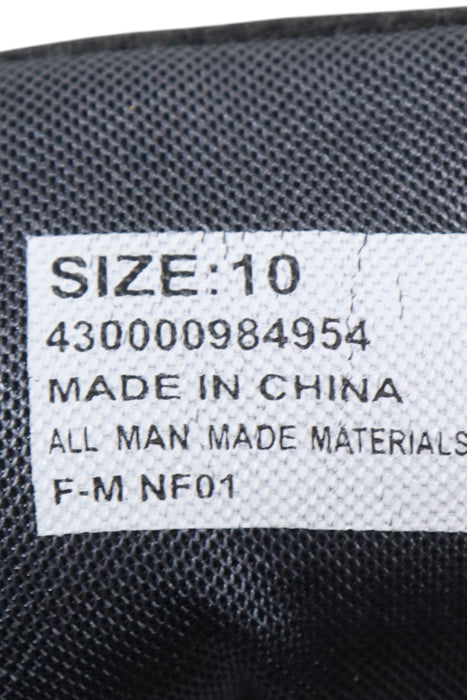 SIZE:10
430000984954
MADE IN CHINA
ALL MAN MADE MATERIALS
F-M NF01